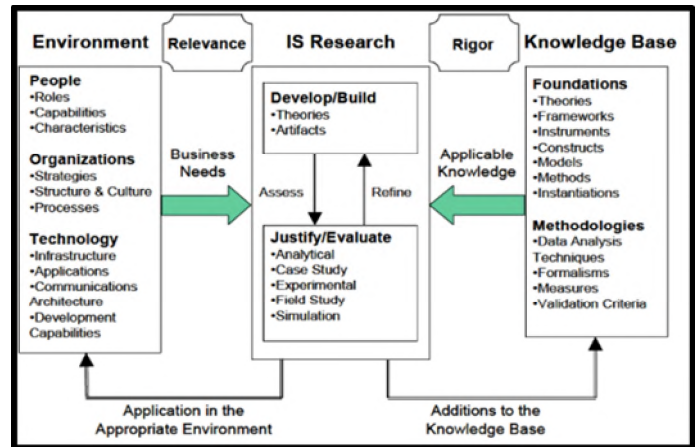 Environment
Relevance
IS Research
Rigor
Knowledge Base
People
•Roles
•Capabilities
•Characteristics
Organizations
•Strategies
•Structure & Culture
•Processes
Technology
•Infrastructure
•Applications
•Communications
Architecture
•Development
Capabilities
Business
Needs
Develop/Build
•Theories
•Artifacts
Assess
Refine
Justify/Evaluate
•Analytical
•Case Study
•Experimental
•Field Study
•Simulation
Applicable
Knowledge
Foundations
•Theories
•Frameworks
•Instruments
•Constructs
•Models
•Methods
•Instantiations
Methodologies
•Data Analysis
Techniques
•Formalisms
•Measures
•Validation Criteria
Application in the
Appropriate Environment
Additions to the
Knowledge Base